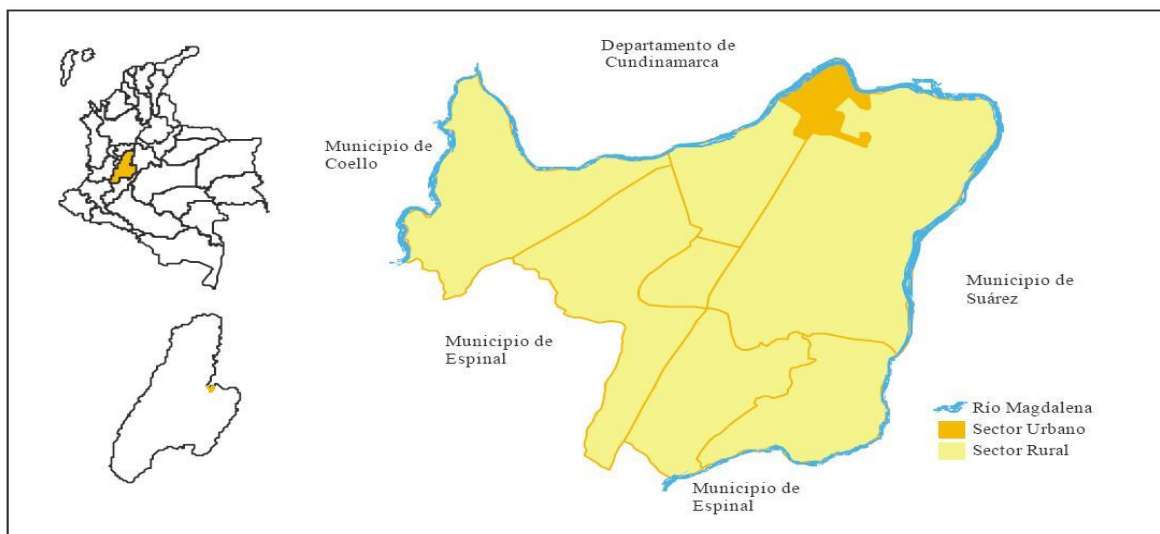 Departamento de
Cundinamarca
Municipio de
Coello
Municipio de
Suárez
Municipio de
Espinal
Río Magdalena
Sector Urbano
Sector Rural
Municipio de
Espinal